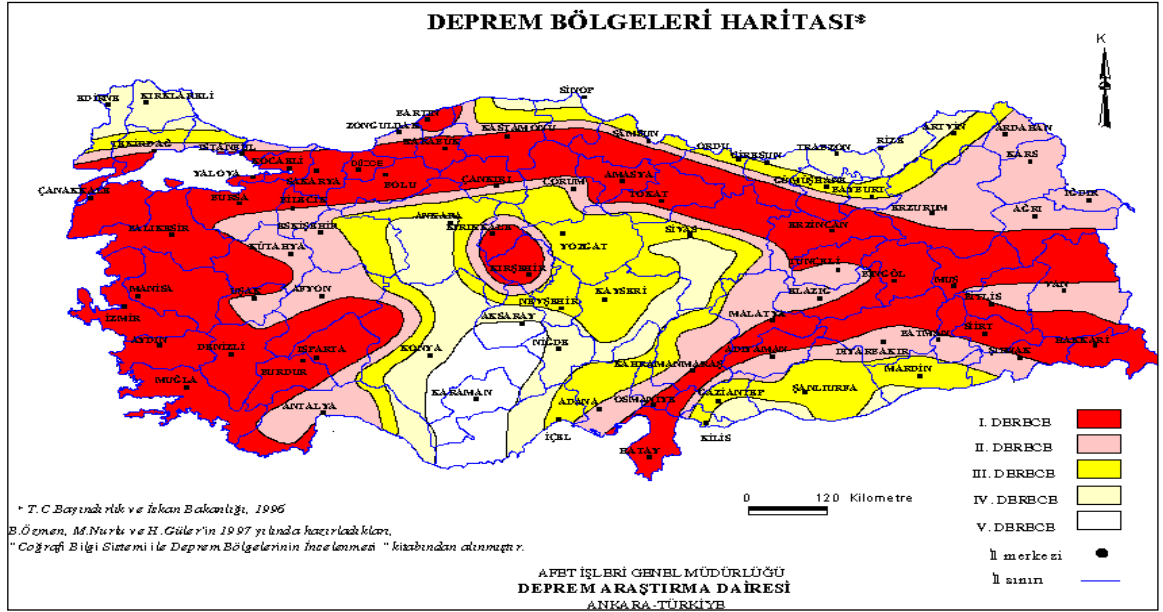 DEPREM BÖLGELERİ HARİTASI*
K
EDİRNE
KIRKLARELİ
TEKİRDAĞ
İSTANBUL
KOCAELİ
YALOVA
SAKARYA
DÜZCE
BOLU
ZONGULDAK
BARTIN
KARABÜK
KASTAMONU
SİNOP
SAMSUN
ORDU
GİRESUN
TRABZON
RİZE
ARTVİN
ARDAHAN
KARS
IĞDIR
AĞRI
ERZURUM
BAYBURT
GÜMÜŞHANE
ERZİNCAN
ÇANAKKALE
BURSA
BİLECİK
BALIKESİR
ESKİŞEHİR
KÜTAHYA
ANKARA
ÇANKIRI
ÇORUM
AMASYA
TOKAT
KIRIKKALE
YOZGAT
SİVAS
KIRŞEHİR
MANİSA
UŞAK
AFYON
İZMİR
AYDIN
DENİZLİ
ISPARTA
BURDUR
MUĞLA
ANTALYA
KONYA
AKSARAY
NEVŞEHİR
KAYSERİ
NİĞDE
KARAMAN
İÇEL
ADANA
OSMANİYE
HATAY
KAHRAMANMARAŞ
GAZİANTEP
KİLİS
ŞANLIURFA
ADIYAMAN
MALATYA
ELAZIĞ
TUNCELİ
BİNGÖL
MUŞ
BİTLİS
VAN
DİYARBAKIR
BATMAN
SİİRT
ŞIRNAK
HAKKARİ
MARDİN
I. DERECE
II. DERECE
III. DERECE
IV. DERECE
V. DERECE
İl merkezi
İl sınırı
0 120 Kilometre
* T.C.Bayındırlık ve İskan Bakanlığı, 1996
B.Özmen, M.Nurlu ve H.Güler'in 1997 yılında hazırladıkları,
" Coğrafi Bilgi Sistemi ile Deprem Bölgelerinin İncelenmesi " kitabından alınmıştır.
AFET İŞLERİ GENEL MÜDÜRLÜĞÜ
DEPREM ARAŞTIRMA DAİRESİ
ANKARA-TÜRKİYE